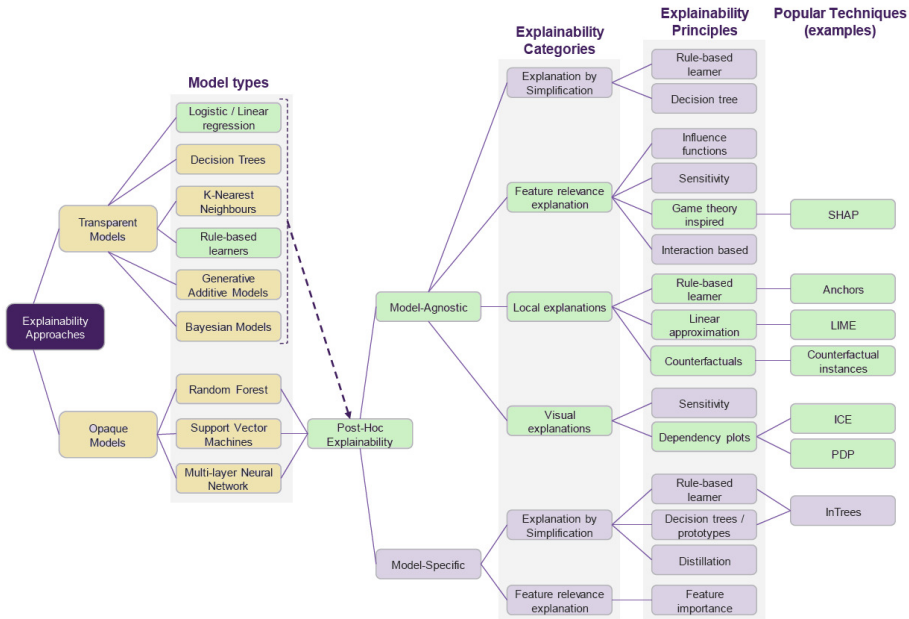 Explainability
Categories
Explainability
Principles
Popular Techniques
(examples)
Model types
Explainability
Approaches
Transparent
Models
Opaque
Models
Logistic / Linear
regression
Decision Trees
K-Nearest
Neighbours
Rule-based
learners
Generative
Additive Models
Bayesian Models
Random Forest
Support Vector
Machines
Multi-layer Neural
Network
Post-Hoc
Explainability
Model-Agnostic
Model-Specific
Explanation by
Simplification
Feature relevance
explanation
Local explanations
Visual
explanations
Explanation by
Simplification
Feature relevance
explanation
Rule-based
learner
Decision tree
Influence
functions
Sensitivity
Game theory
inspired
Interaction based
Rule-based
learner
Linear
approximation
Counterfactuals
Sensitivity
Dependency plots
Rule-based
learner
Decision trees /
prototypes
Distillation
Feature
importance
SHAP
Anchors
LIME
Counterfactual
instances
ICE
PDP
InTrees